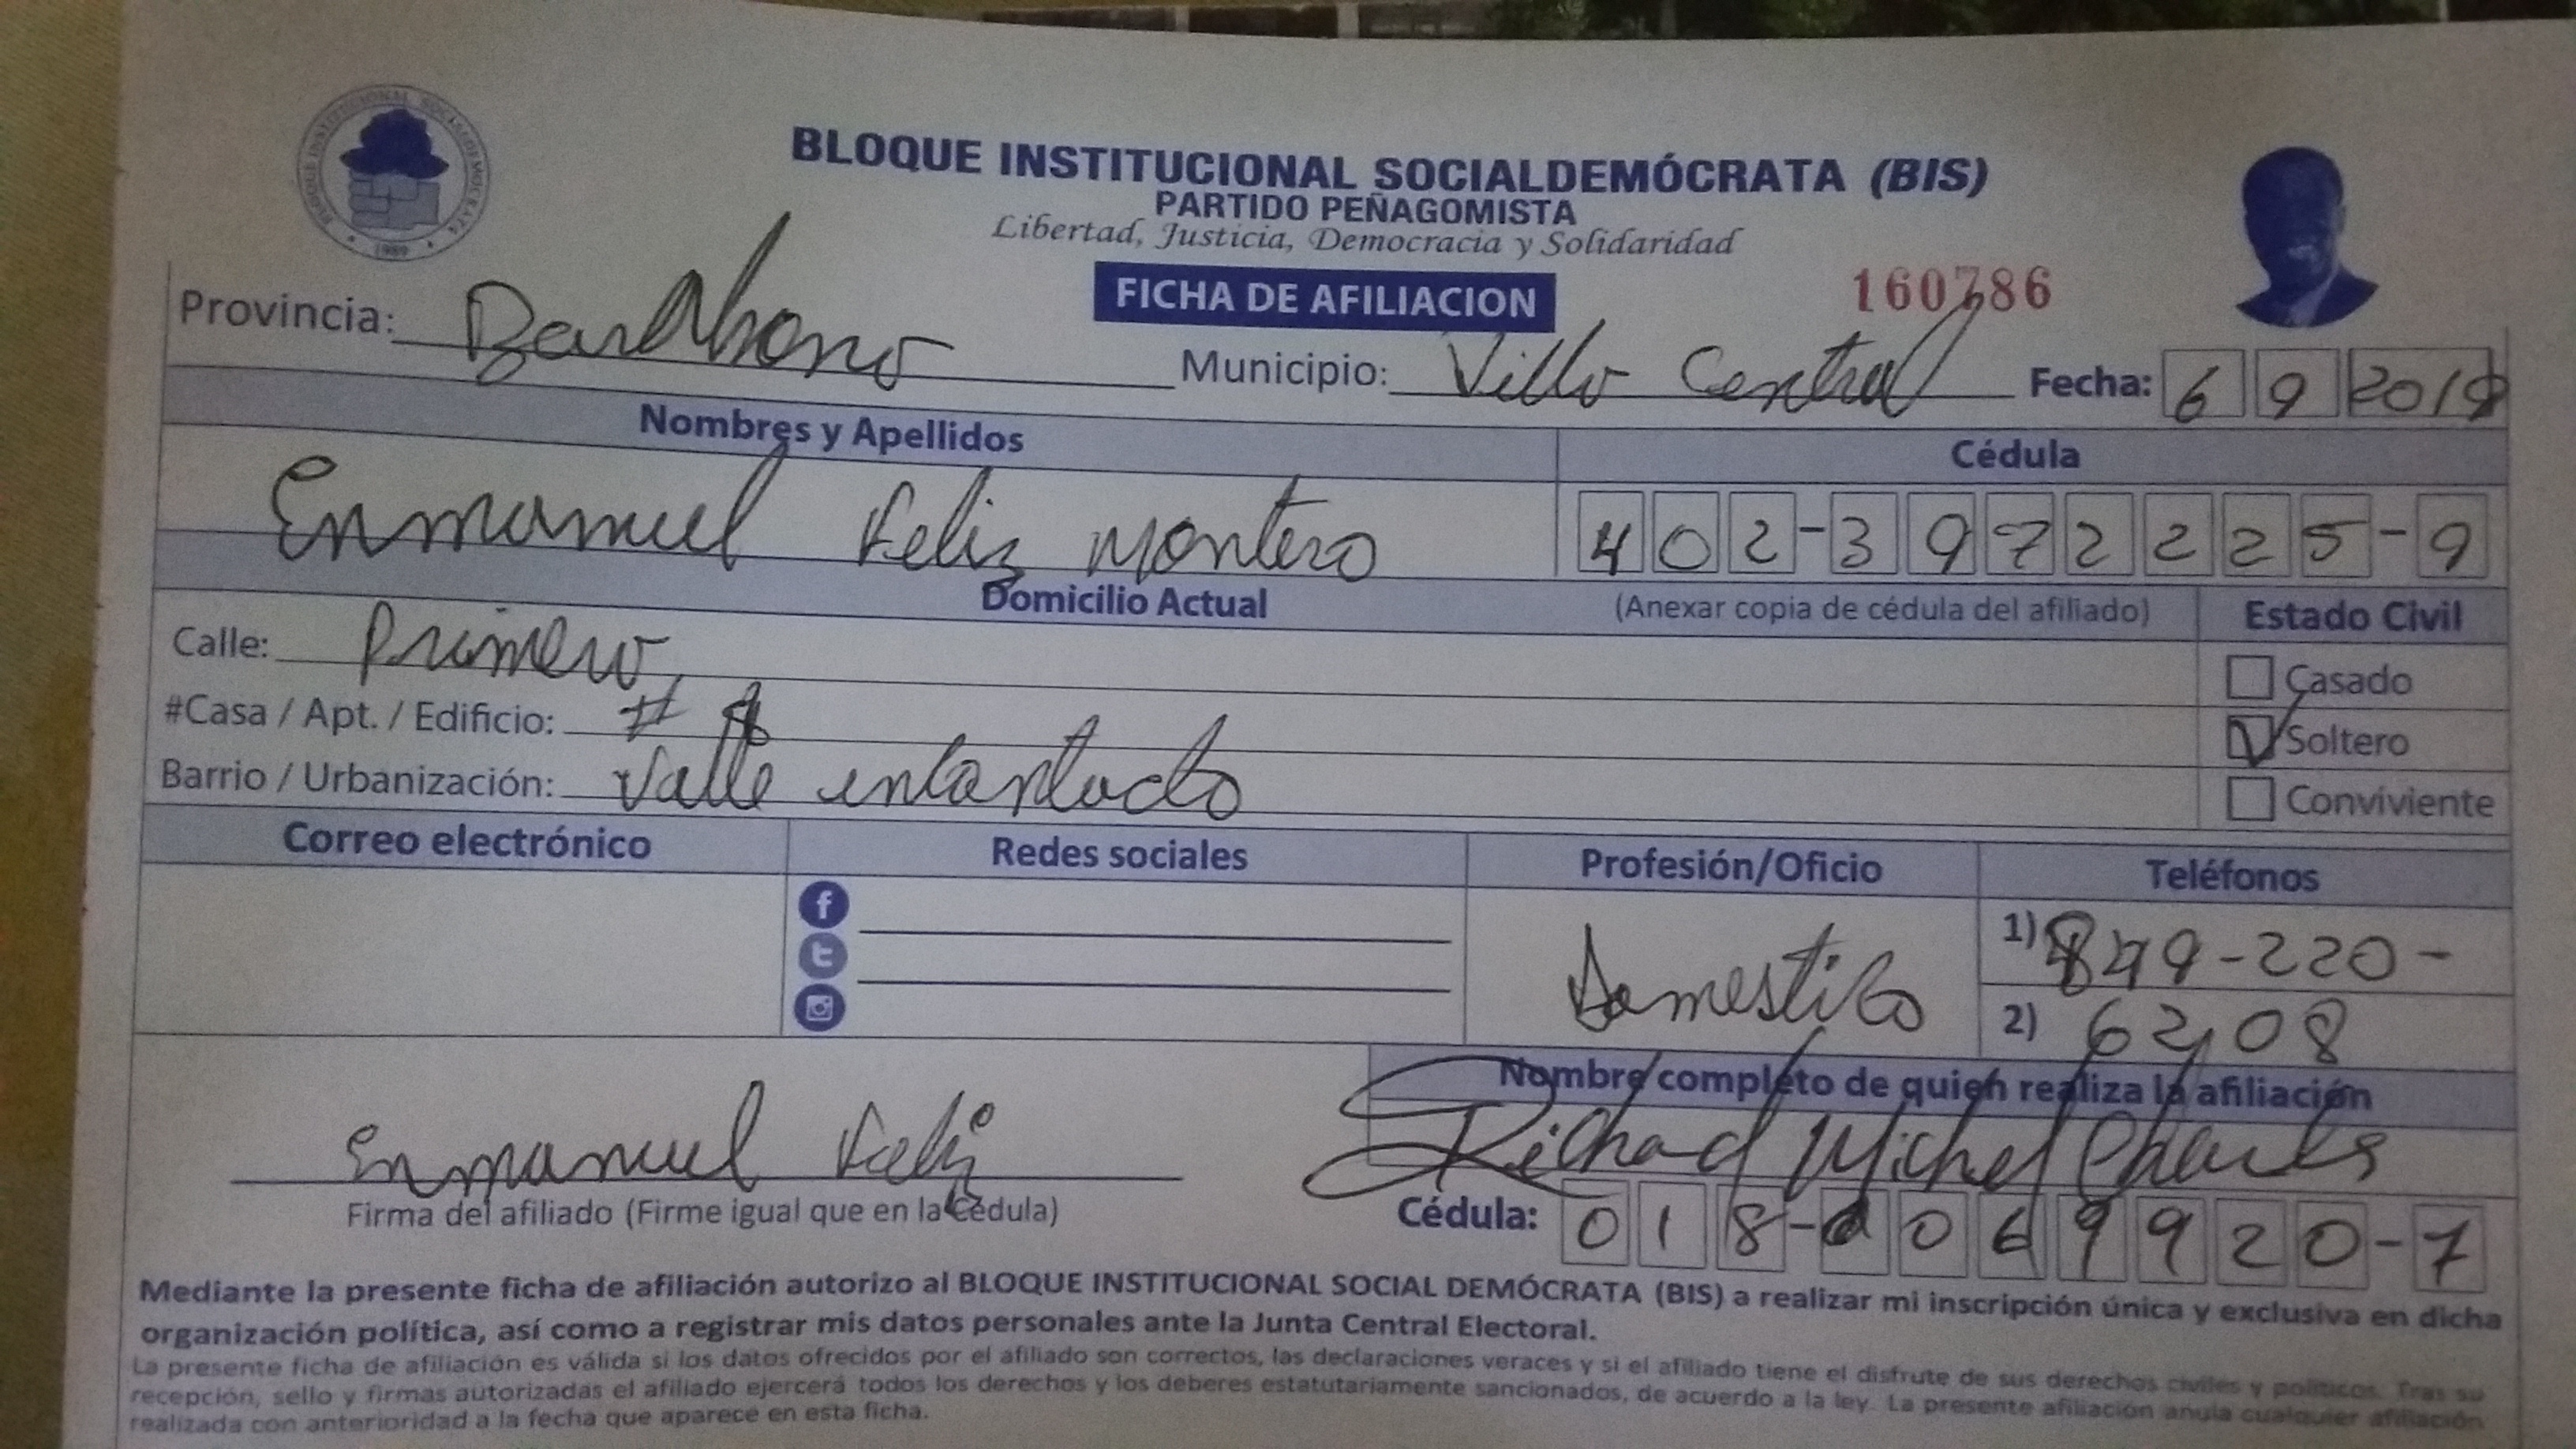 BLOQUE INSTITUCIONAL SOCIALDEMÓCRATA
1989
BLOQUE INSTITUCIONAL SOCIALDEMÓCRATA (BIS)
PARTIDO PEÑAGOMISTA
Libertad, Justicia, Democracia y Solidaridad
FICHA DE AFILIACION
160786
Provincia: Barahona Municipio: Villa Central Fecha: 6 9 2019
Nombres y Apellidos Cédula
Enmanuel Feliz Montero 402-3972225-9
Domicilio Actual (Anexar copia de cédula del afiliado) Estado Civil
Calle: Primera
Casado
#Casa / Apt. / Edificio: #
Soltero
Barrio / Urbanización: Valle encantado
Conviviente
Correo electrónico Redes sociales Profesión/Oficio Teléfonos
Domestico
1) 849-220-
2) 6208
Nombre completo de quien realiza la afiliación
Enmanuel Feliz Richad Michel Charles
Firma del afiliado (Firme igual que en la Cédula) Cédula: 018-0069920-7
Mediante la presente ficha de afiliación autorizo al BLOQUE INSTITUCIONAL SOCIAL DEMÓCRATA (BIS) a realizar mi inscripción única y exclusiva en dicha
organización política, así como a registrar mis datos personales ante la Junta Central Electoral.
La presente ficha de afiliación es válida si los datos ofrecidos por el afiliado son correctos, las declaraciones veraces y si el afiliado tiene el disfrute de sus derechos civiles y políticos. Tras su
recepción, sello y firmas autorizadas el afiliado ejercerá todos los derechos y los deberes estatutariamente sancionados, de acuerdo a la ley. La presente afiliación anula cualquier afiliación
realizada con anterioridad a la fecha que aparece en esta ficha.